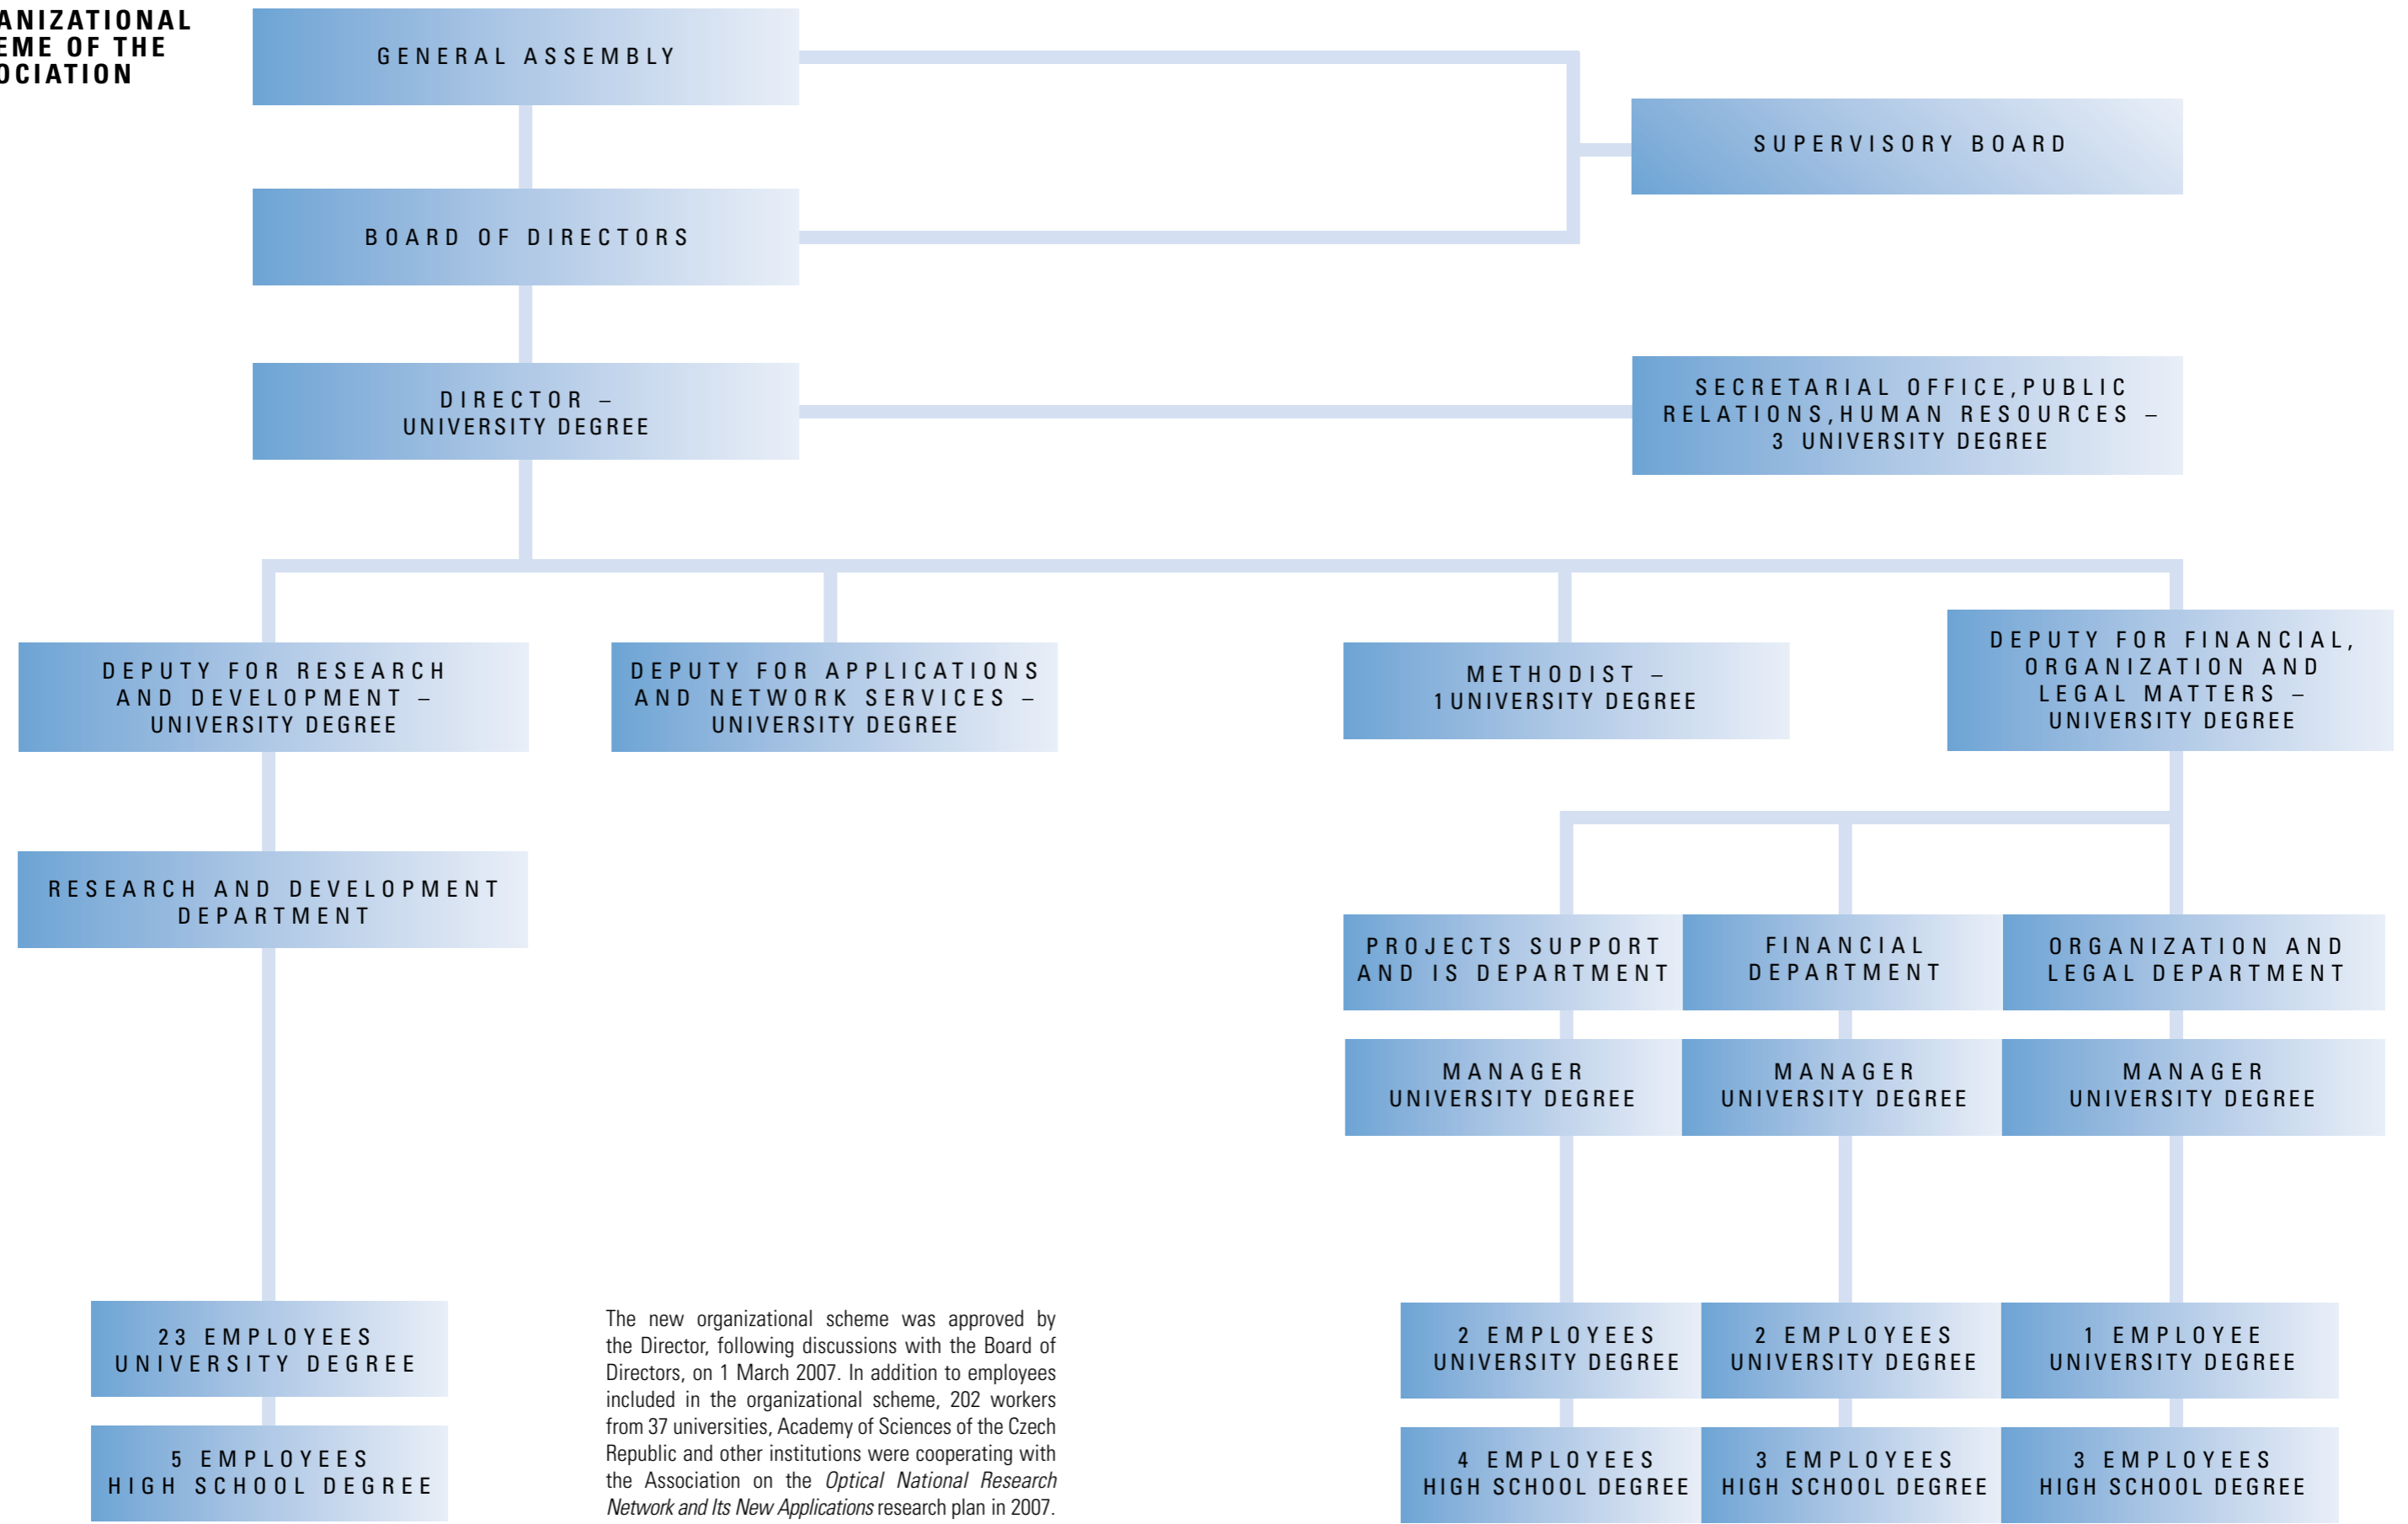 ANIZATIONAL
EME OF THE
OCIATION
GENERAL ASSEMBLY
SUPERVISORY BOARD
BOARD OF DIRECTORS
DIRECTOR –
UNIVERSITY DEGREE
SECRETARIAL OFFICE,PUBLIC
RELATIONS,HUMAN RESOURCES –
3 UNIVERSITY DEGREE
DEPUTY FOR RESEARCH
AND DEVELOPMENT –
UNIVERSITY DEGREE
DEPUTY FOR APPLICATIONS
AND NETWORK SERVICES –
UNIVERSITY DEGREE
METHODIST –
1 UNIVERSITY DEGREE
DEPUTY FOR FINANCIAL,
ORGANIZATION AND
LEGAL MATTERS –
UNIVERSITY DEGREE
RESEARCH AND DEVELOPMENT
DEPARTMENT
PROJECTS SUPPORT
AND IS DEPARTMENT
FINANCIAL
DEPARTMENT
ORGANIZATION AND
LEGAL DEPARTMENT
MANAGER
UNIVERSITY DEGREE
MANAGER
UNIVERSITY DEGREE
MANAGER
UNIVERSITY DEGREE
23 EMPLOYEES
UNIVERSITY DEGREE
5 EMPLOYEES
HIGH SCHOOL DEGREE
The new organizational scheme was approved by
the Director, following discussions with the Board of
Directors, on 1 March 2007. In addition to employees
included in the organizational scheme, 202 workers
from 37 universities, Academy of Sciences of the Czech
Republic and other institutions were cooperating with
the Association on the Optical National Research
Network and Its New Applications research plan in 2007.
2 EMPLOYEES
UNIVERSITY DEGREE
2 EMPLOYEES
UNIVERSITY DEGREE
1 EMPLOYEE
UNIVERSITY DEGREE
4 EMPLOYEES
HIGH SCHOOL DEGREE
3 EMPLOYEES
HIGH SCHOOL DEGREE
3 EMPLOYEES
HIGH SCHOOL DEGREE